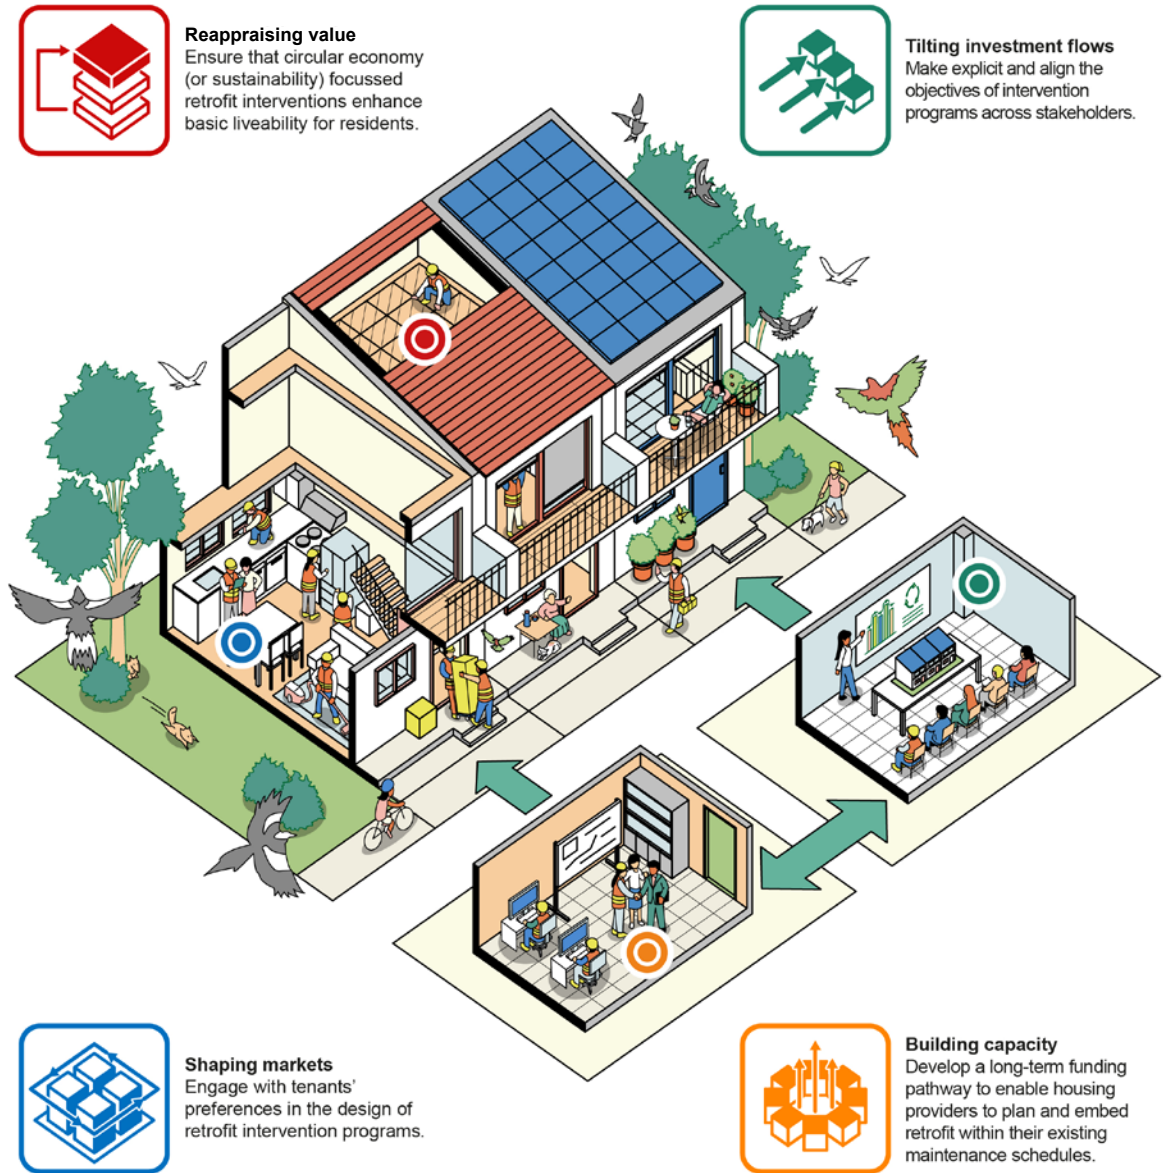 Reappraising value
Ensure that circular economy
(or sustainability) focussed
retrofit interventions enhance
basic liveability for residents.
Tilting investment flows
Make explicit and align the
objectives of intervention
programs across stakeholders.
Shaping markets
Engage with tenants’
preferences in the design of
retrofit intervention programs.
Building capacity
Develop a long-term funding
pathway to enable housing
providers to plan and embed
retrofit within their existing
maintenance schedules.